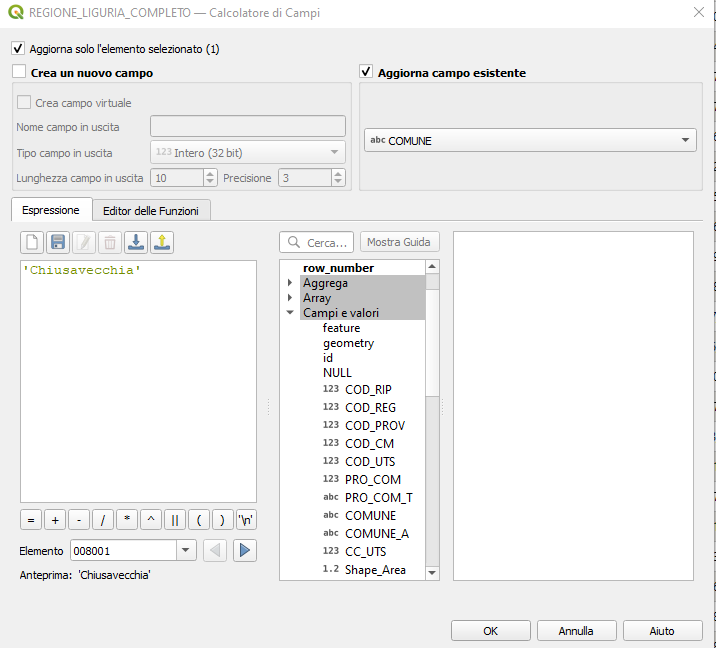 REGIONE_LIGURIA_COMPLETO — Calcolatore di Campi
Aggiorna solo l'elemento selezionato (1)
Crea un nuovo campo
Crea campo virtuale
Nome campo in uscita
Tipo campo in uscita 123 Intero (32 bit)
Lunghezza campo in uscita 10 Precisione 3
Aggiorna campo esistente
abc COMUNE
Espressione Editor delle Funzioni
'Chiusavecchia'
= + - / * ^ || ( ) '\n'
Elemento 008001
Anteprima: 'Chiusavecchia'
Cerca... Mostra Guida
row_number
Aggrega
Array
Campi e valori
feature
geometry
id
NULL
123 COD_RIP
123 COD_REG
123 COD_PROV
123 COD_CM
123 COD_UTS
123 PRO_COM
abc PRO_COM_T
abc COMUNE
abc COMUNE_A
123 CC_UTS
1.2 Shape_Area
OK Annulla Aiuto